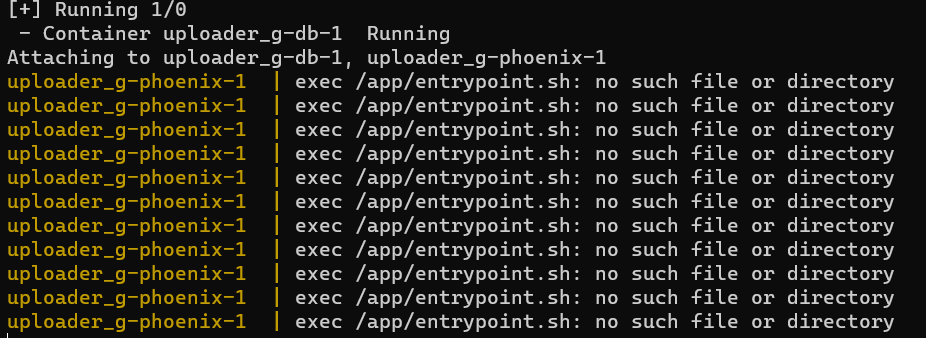 [+] Running 1/0
 - Container uploader_g-db-1  Running
Attaching to uploader_g-db-1, uploader_g-phoenix-1
uploader_g-phoenix-1  | exec /app/entrypoint.sh: no such file or directory
uploader_g-phoenix-1  | exec /app/entrypoint.sh: no such file or directory
uploader_g-phoenix-1  | exec /app/entrypoint.sh: no such file or directory
uploader_g-phoenix-1  | exec /app/entrypoint.sh: no such file or directory
uploader_g-phoenix-1  | exec /app/entrypoint.sh: no such file or directory
uploader_g-phoenix-1  | exec /app/entrypoint.sh: no such file or directory
uploader_g-phoenix-1  | exec /app/entrypoint.sh: no such file or directory
uploader_g-phoenix-1  | exec /app/entrypoint.sh: no such file or directory
uploader_g-phoenix-1  | exec /app/entrypoint.sh: no such file or directory
uploader_g-phoenix-1  | exec /app/entrypoint.sh: no such file or directory
uploader_g-phoenix-1  | exec /app/entrypoint.sh: no such file or directory